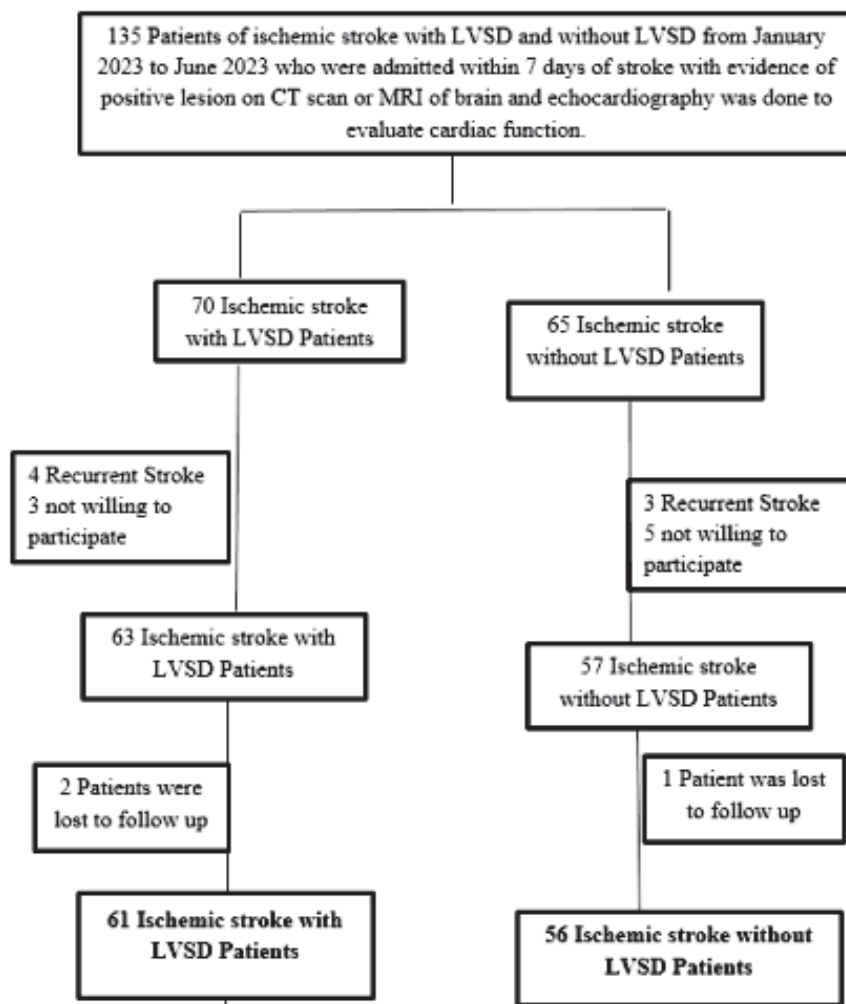 135 Patients of ischemic stroke with LVSD and without LVSD from January
2023 to June 2023 who were admitted within 7 days of stroke with evidence of
positive lesion on CT scan or MRI of brain and echocardiography was done to
evaluate cardiac function.
70 Ischemic stroke
with LVSD Patients
65 Ischemic stroke
without LVSD Patients
4 Recurrent Stroke
3 not willing to
participate
3 Recurrent Stroke
5 not willing to
participate
63 Ischemic stroke with
LVSD Patients
57 Ischemic stroke
without LVSD Patients
2 Patients were
lost to follow up
1 Patient was lost
to follow up
61 Ischemic stroke with
LVSD Patients
56 Ischemic stroke without
LVSD Patients